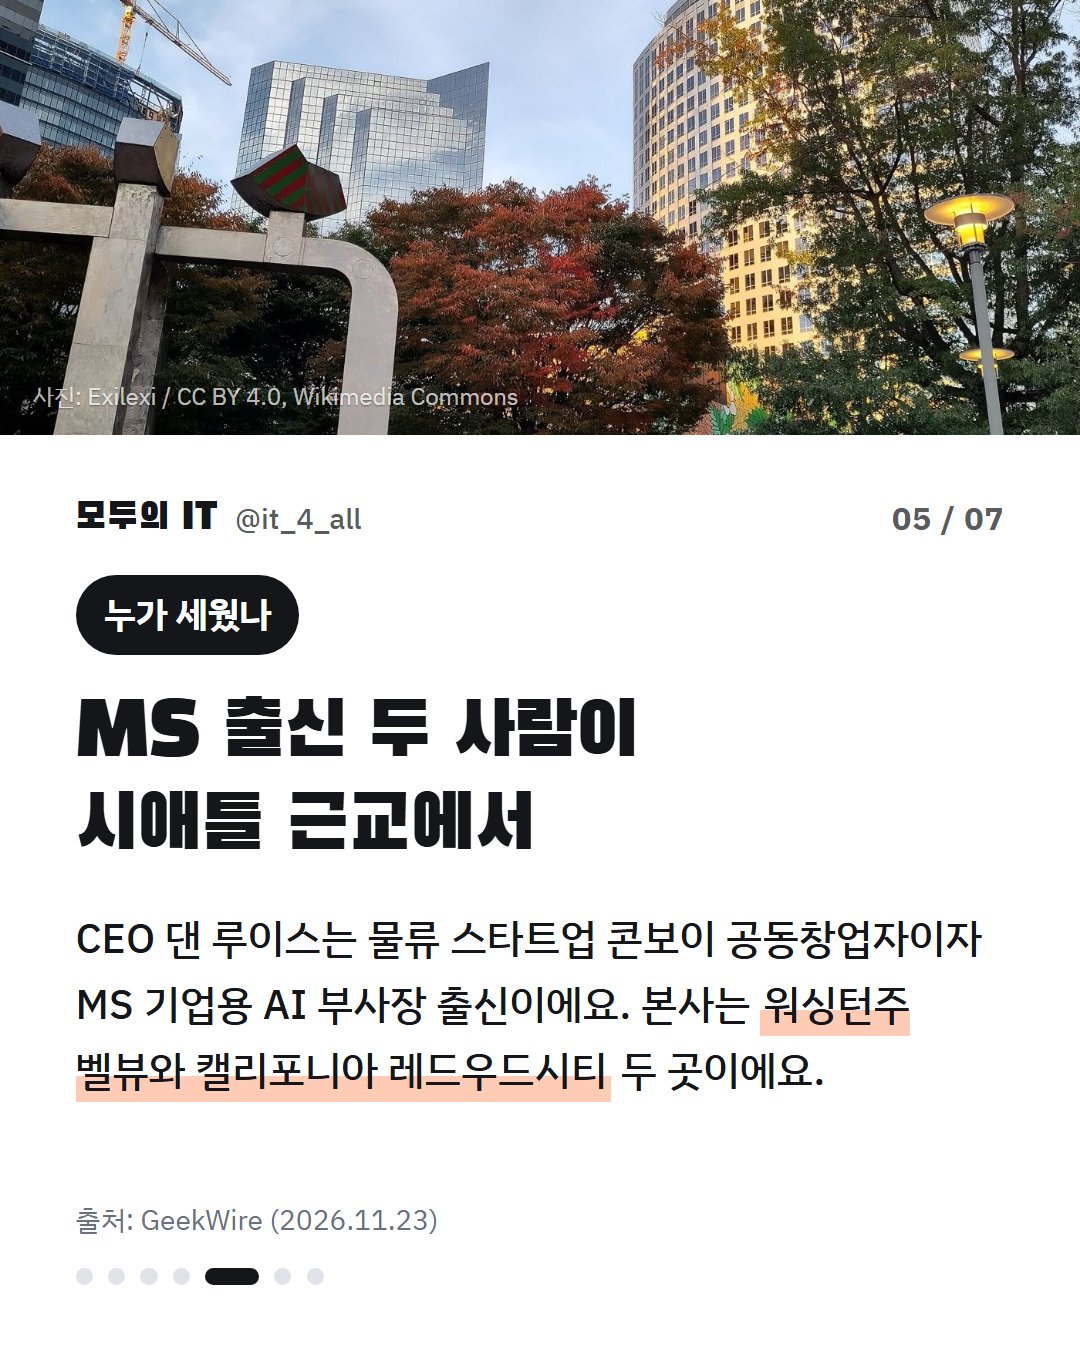 사진: Exilexi / CC BY 4.0, Wikimedia Commons
모두의 IT @it_4_all
05 / 07
누가 세웠나
MS 출신 두 사람이
시애틀 근교에서
CEO 댄 루이스는 물류 스타트업 콘보이 공동창업자이자
MS 기업용 AI 부사장 출신이에요. 본사는 워싱턴주
벨뷰와 캘리포니아 레드우드시티 두 곳이에요.
출처: GeekWire (2026.11.23)